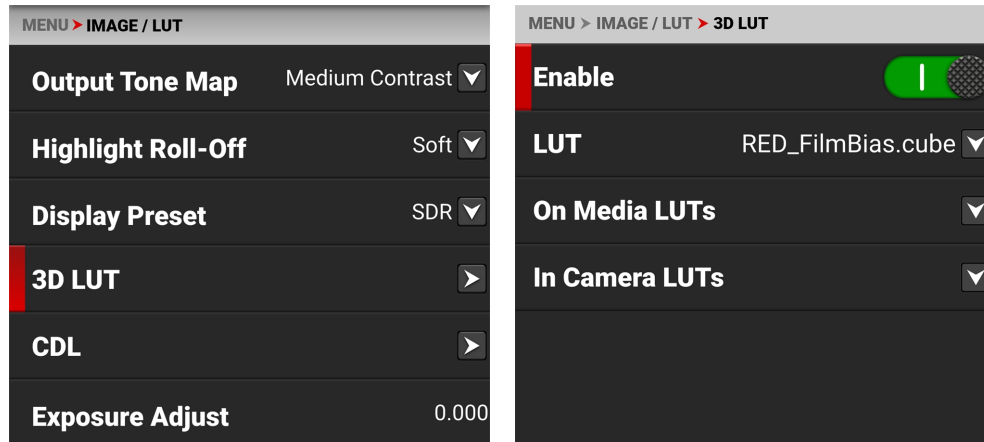 MENU > IMAGE / LUT
Output Tone Map Medium Contrast
Highlight Roll-Off Soft
Display Preset SDR
3D LUT
CDL
Exposure Adjust 0.000
MENU > IMAGE / LUT > 3D LUT
Enable
LUT RED_FilmBias.cube
On Media LUTs
In Camera LUTs